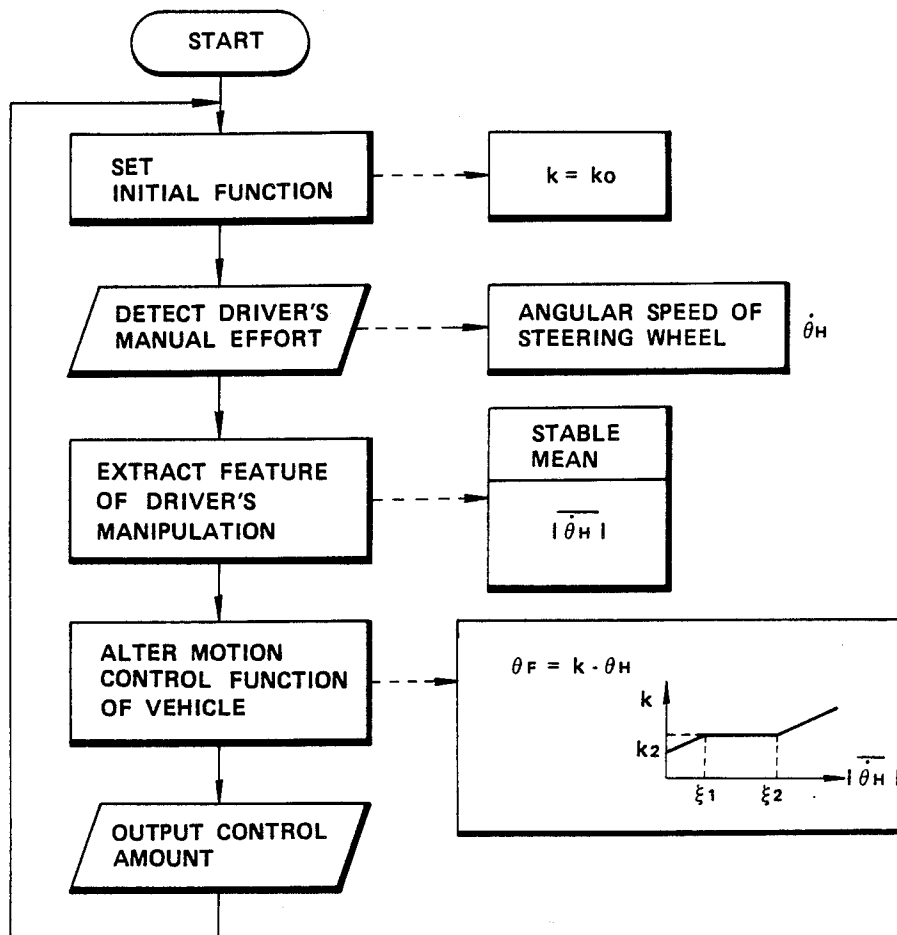 START
SET
INITIAL FUNCTION
k = ko
DETECT DRIVER'S
MANUAL EFFORT
ANGULAR SPEED OF
STEERING WHEEL
θ̇H
EXTRACT FEATURE
OF DRIVER'S
MANIPULATION
STABLE
MEAN
|θ̇H|
ALTER MOTION
CONTROL FUNCTION
OF VEHICLE
θF = k · θH
k
k2
ξ1 ξ2
|θ̇H|
OUTPUT CONTROL
AMOUNT